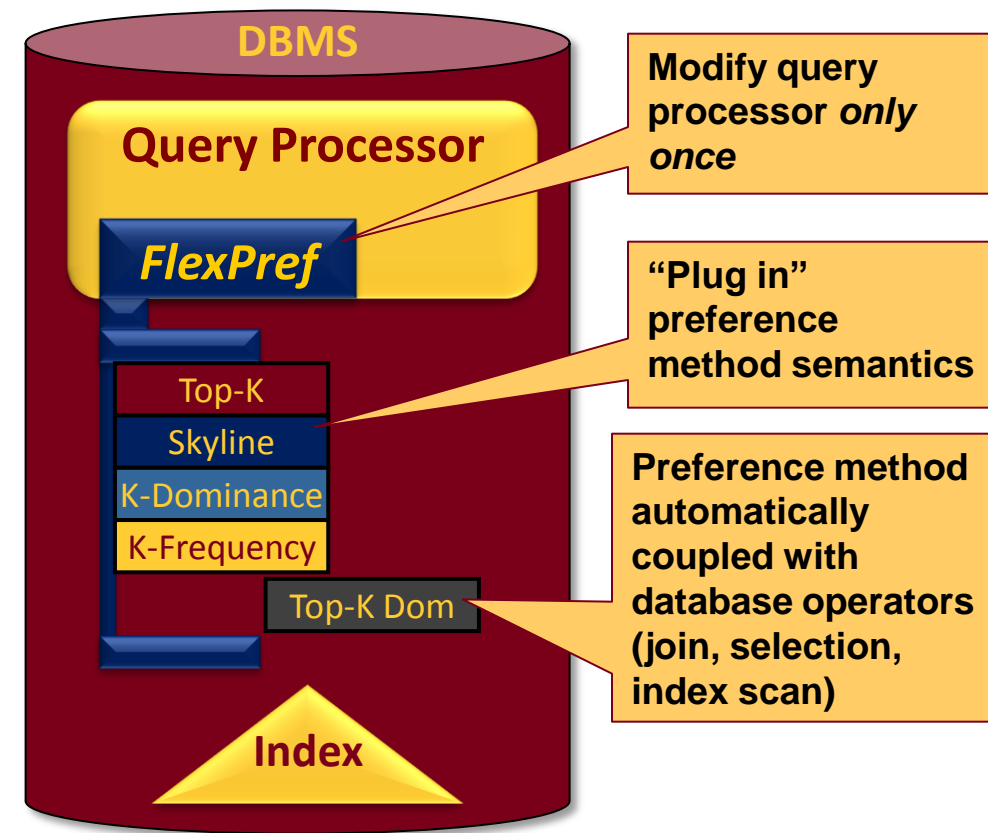 DBMS
Query Processor
FlexPref
Top-K
Skyline
K-Dominance
K-Frequency
Top-K Dom
Index
Modify query
processor only
once
“Plug in”
preference
method semantics
Preference method
automatically
coupled with
database operators
(join, selection,
index scan)